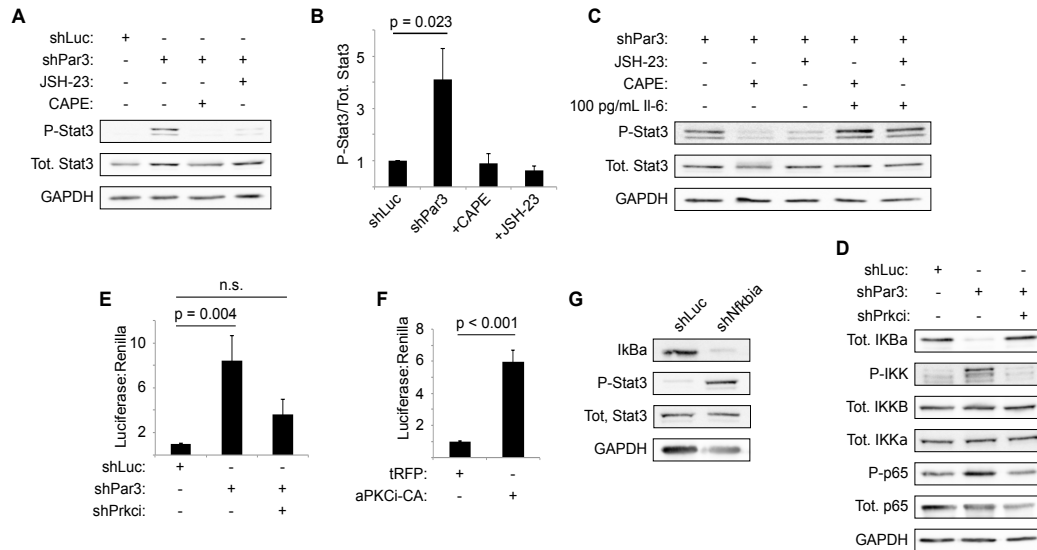 A
shLuc: + - - -
shPar3: - + + +
JSH-23: - - - +
CAPE: - - + -
P-Stat3
Tot. Stat3
GAPDH
B
p = 0.023
P-Stat3/Tot. Stat3
5
3
1
shLuc
shPar3
+CAPE
+JSH-23
C
shPar3: + + + + +
JSH-23: - - + - +
CAPE: - + - + -
100 pg/mL Il-6: - - - + +
P-Stat3
Tot. Stat3
GAPDH
D
shLuc: + - -
shPar3: - + +
shPrkci: - - +
Tot. IKBa
P-IKK
Tot. IKKB
Tot. IKKa
P-p65
Tot. p65
GAPDH
E
n.s.
p = 0.004
Luciferase:Renilla
10
6
2
shLuc: + - -
shPar3: - + +
shPrkci: - - +
F
p < 0.001
Luciferase:Renilla
8
6
4
2
tRFP: + -
aPKCi-CA: - +
G
shLuc
shNfkbia
IkBa
P-Stat3
Tot, Stat3
GAPDH